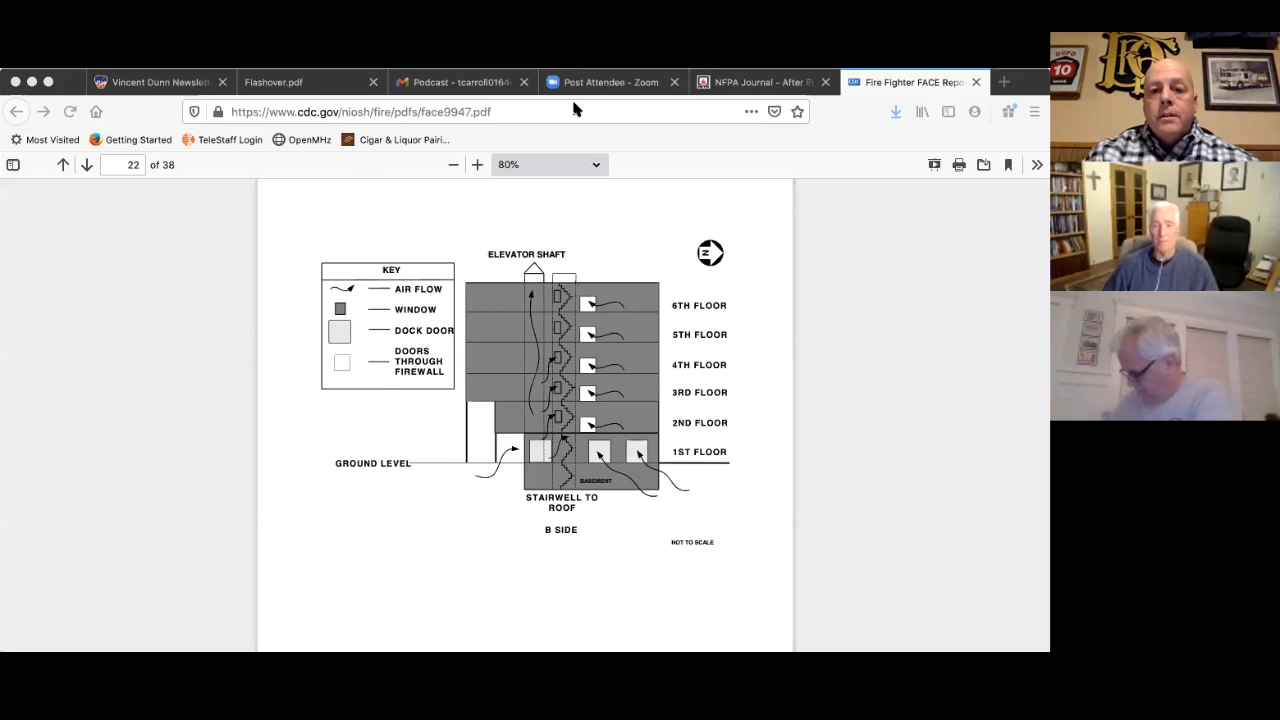 Vincent Dunn Newslett
Flashover.pdf
Podcast - tcarroll016
Post Attendee - Zoom
NFPA Journal - After E
Fire Fighter FACE Repo
https://www.cdc.gov/niosh/fire/pdfs/face9947.pdf
Most Visited
Getting Started
TeleStaff Login
OpenMHz
Cigar & Liquor Pairi...
22 of 38
80%
KEY
AIR FLOW
WINDOW
DOCK DOOR
DOORS
THROUGH
FIREWALL
ELEVATOR SHAFT
N
6TH FLOOR
5TH FLOOR
4TH FLOOR
3RD FLOOR
2ND FLOOR
1ST FLOOR
GROUND LEVEL
BASEMENT
STAIRWELL TO
ROOF
B SIDE
NOT TO SCALE
10